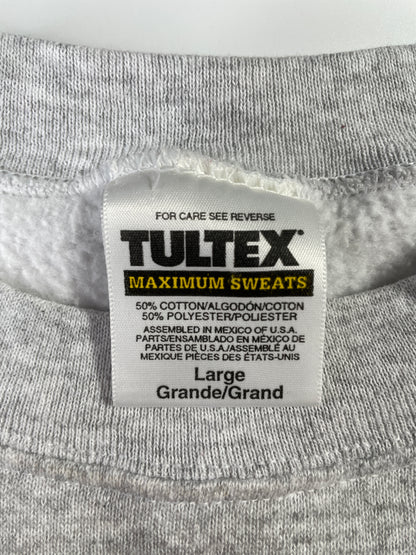 FOR CARE SEE REVERSE
TULTEX®
MAXIMUM SWEATS
50% COTTON/ALGODÓN/COTON
50% POLYESTER/POLIESTER
ASSEMBLED IN MEXICO OF U.S.A.
PARTS/ENSAMBLADO EN MÉXICO DE
PARTES DE U.S.A./ASSEMBLÉ AU
MEXIQUE PIÈCES DES ÉTATS-UNIS
Large
Grande/Grand